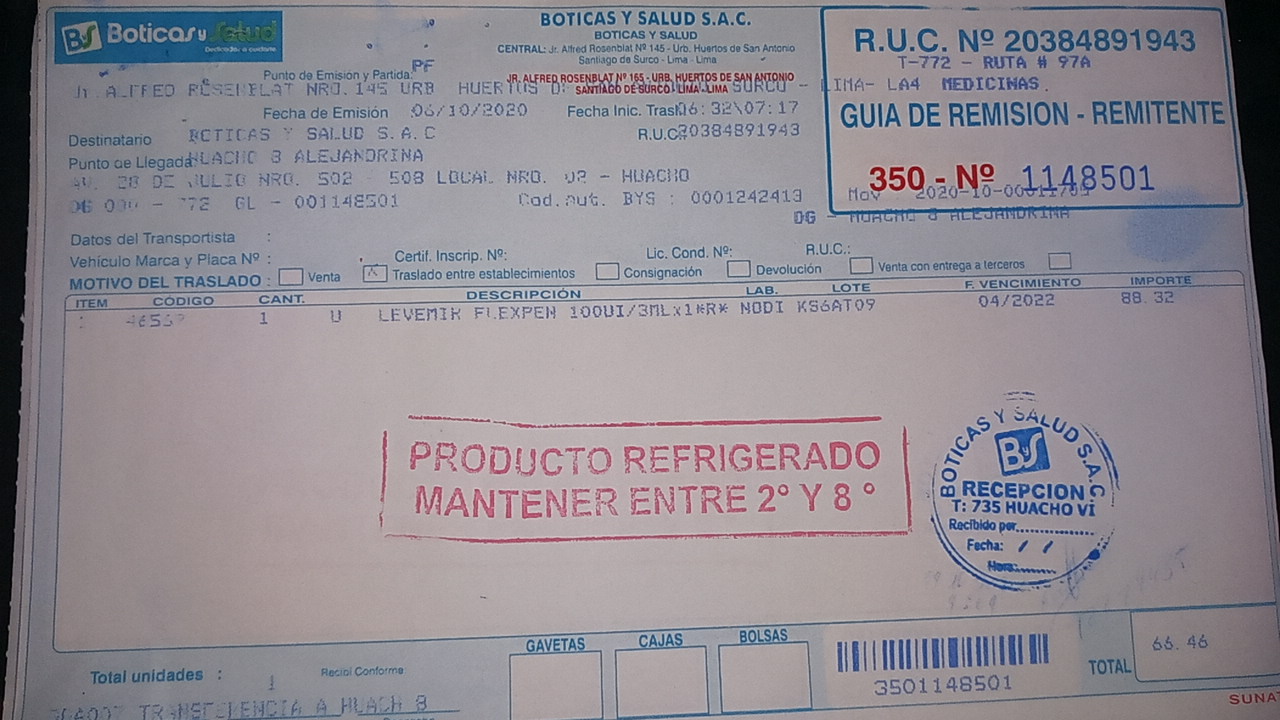 BS Boticas y Salud
Dedicados a cuidarte
BOTICAS Y SALUD S.A.C.
BOTICAS Y SALUD
CENTRAL: Jr. Alfred Rosenblat Nº 145 - Urb. Huertos de San Antonio
Santiago de Surco - Lima - Lima
R.U.C. Nº 20384891943
T-772 - RUTA # 97A
Punto de Emision y Partida: PF
JR. ALFRED ROSENBLAT Nº 165 - URB. HUERTOS DE SAN ANTONIO
SANTIAGO DE SURCO - LIMA - LIMA
Jr. ALFRED ROSENBLAT NRO. 145 URB HUERTOS SURCO - LIMA- LA4 MEDICINAS.
Fecha de Emisión : 06/10/2020 Fecha Inic. Trasl. 06:32\07:17
GUIA DE REMISION - REMITENTE
Destinatario BOTICAS Y SALUD S.A.C R.U.C.: 20384891943
Punto de Llegada HUACHO 8 ALEJANDRINA
350 - Nº 1148501
AV. 28 DE JULIO NRO. 502 - 508 LOCAL NRO. 02 - HUACHO
Mov 2020-10-00011785
772 GL - 001148501 Cod.Aut. BYS : 0001242413
DG - HUACHO 8 ALEJANDRINA
Datos del Transportista :
Vehículo Marca y Placa Nº : Certif. Inscrip. Nº: Lic. Cond. Nº: R.U.C.:
MOTIVO DEL TRASLADO : Venta X Traslado entre establecimientos Consignación Devolución Venta con entrega a terceros
ITEM CÓDIGO CANT. DESCRIPCIÓN LAB. LOTE F. VENCIMIENTO IMPORTE
1 U LEVEMIR FLEXPEN 100UI/3MLx1*R* NODI KS6AT09 04/2022 88.32
PRODUCTO REFRIGERADO
MANTENER ENTRE 2° Y 8 °
BOTICAS Y SALUD S.A.C.
ByS
RECEPCION
T: 735 HUACHO VI
Recibido por..............
Fecha: / /
Hora:..........
GAVETAS CAJAS BOLSAS
Total unidades : 1 Recibí Conforme
3501148501
TOTAL 66.46
TRANSFERENCIA A HUACH 8
SUNA